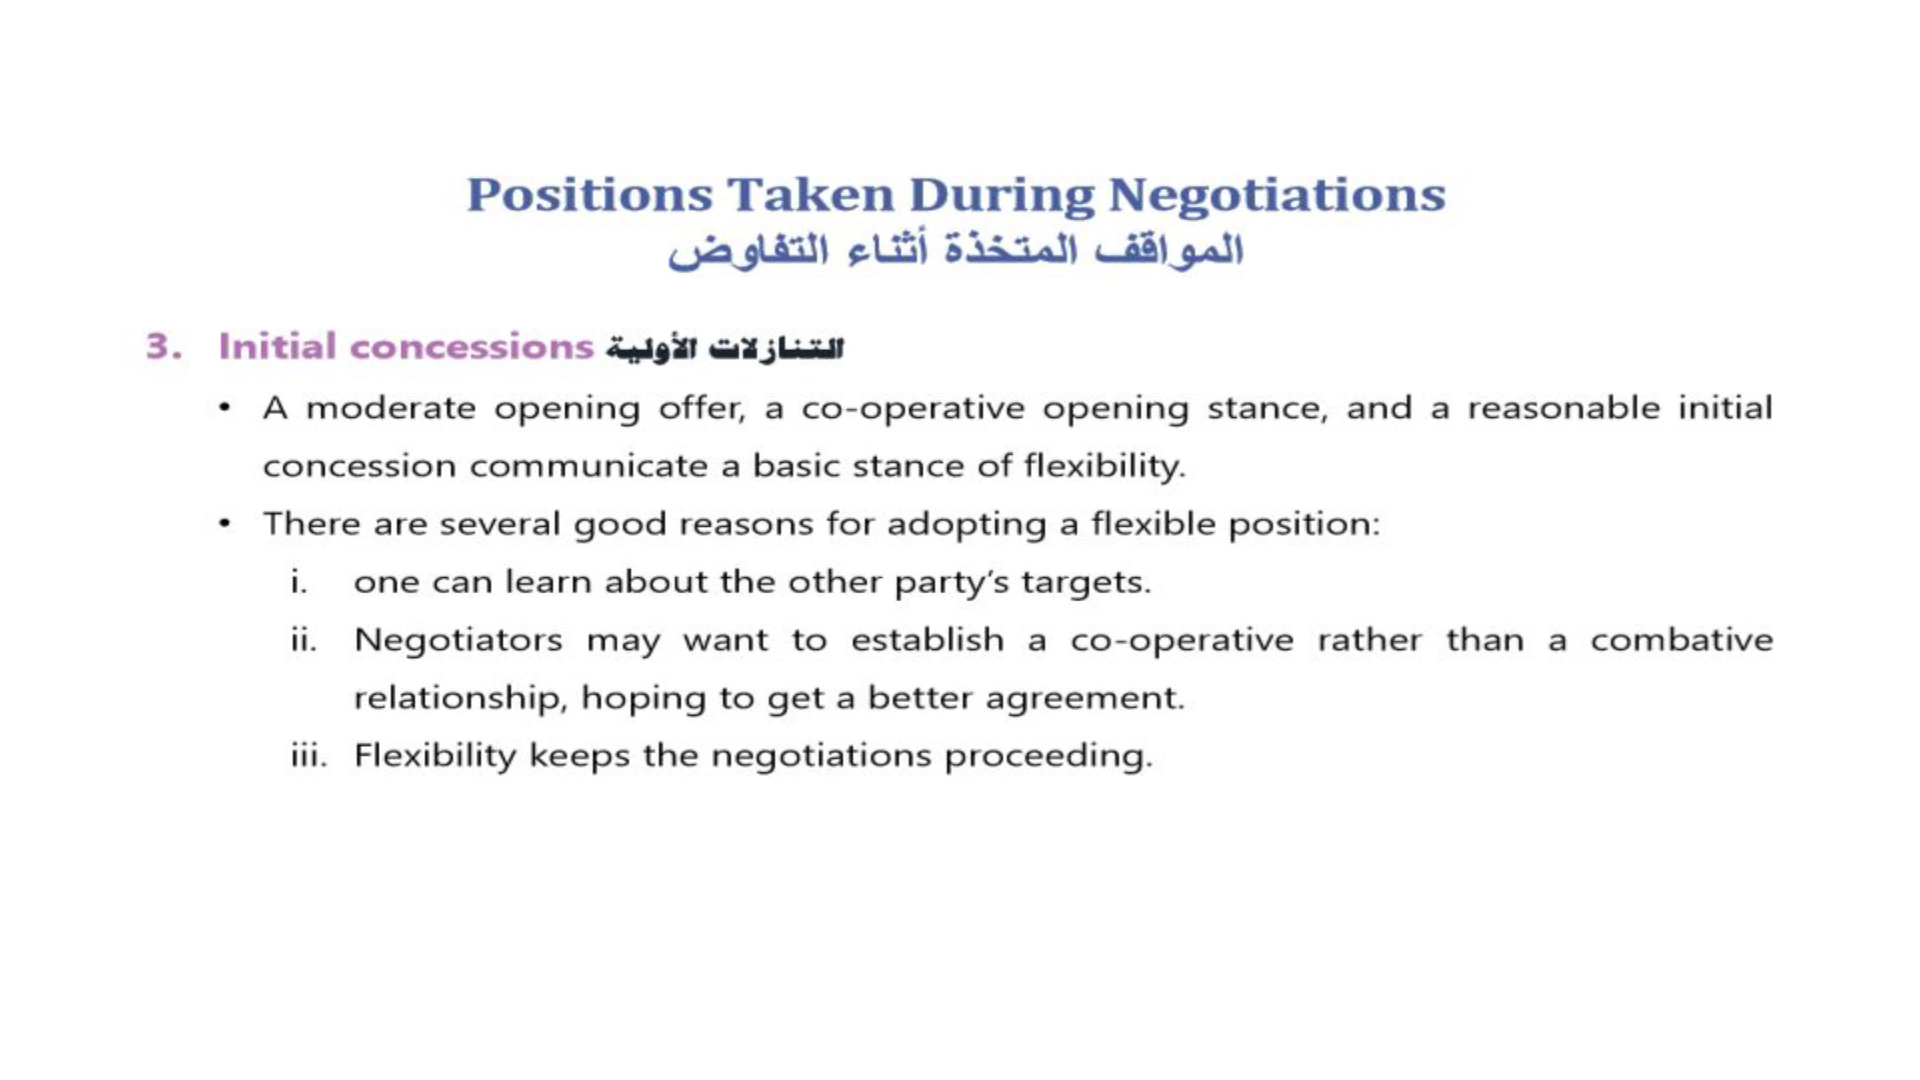 Positions Taken During Negotiations
المواقف المتخذة أثناء التفاوض
3. Initial concessions التنازلات الأولية
• A moderate opening offer, a co-operative opening stance, and a reasonable initial
concession communicate a basic stance of flexibility.
• There are several good reasons for adopting a flexible position:
i. one can learn about the other party’s targets.
ii. Negotiators may want to establish a co-operative rather than a combative
relationship, hoping to get a better agreement.
iii. Flexibility keeps the negotiations proceeding.